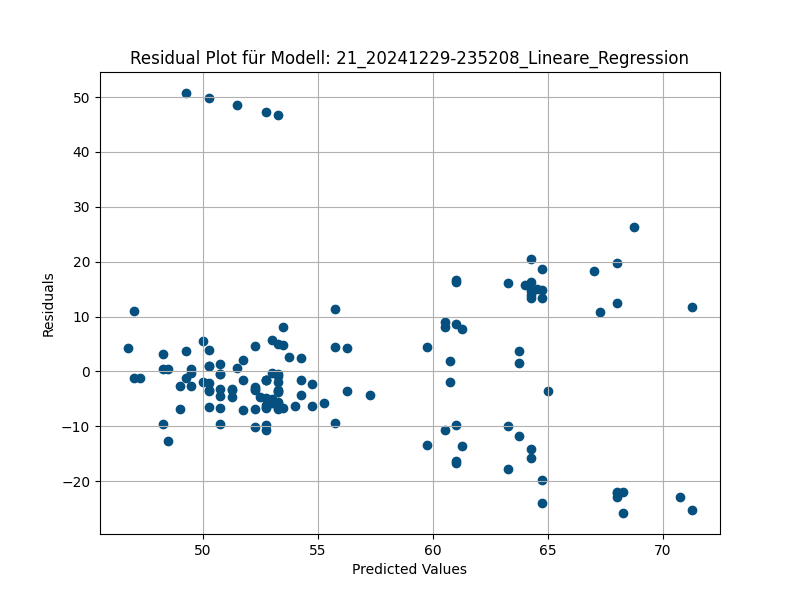 Residual Plot für Modell: 21_20241229-235208_Lineare_Regression
50
40
30
20
10
0
−10
−20
Residuals
50 55 60 65 70
Predicted Values